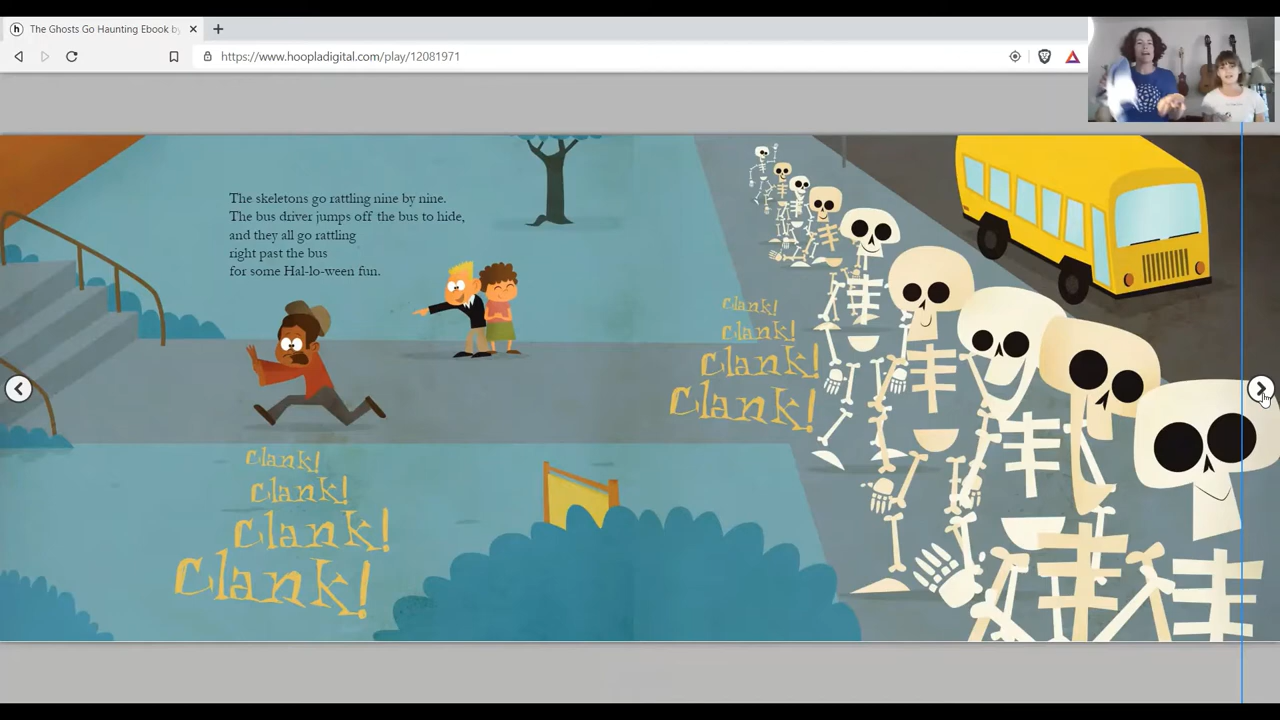 The Ghosts Go Haunting Ebook by
https://www.hoopladigital.com/play/12081971
The skeletons go rattling nine by nine.
The bus driver jumps off the bus to hide,
and they all go rattling
right past the bus
for some Hal-lo-ween fun.
Clank!
Clank!
Clank!
Clank!
Clank!
Clank!
Clank!
Clank!